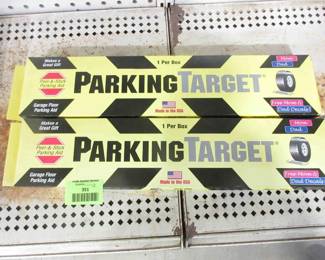 Makes a
Great Gift
1 Per Box
Mom
Dad
Peel & Stick
Parking Aid
PARKINGTARGET®
Garage Floor
Parking Aid
Made in the USA
Free Mom &
Dad Decals!
Makes a
Great Gift
1 Per Box
Mom
Dad
Peel & Stick
Parking Aid
PARKINGTARGET®
Garage Floor
Parking Aid
Made in the USA
Free Mom &
Dad Decals!
351